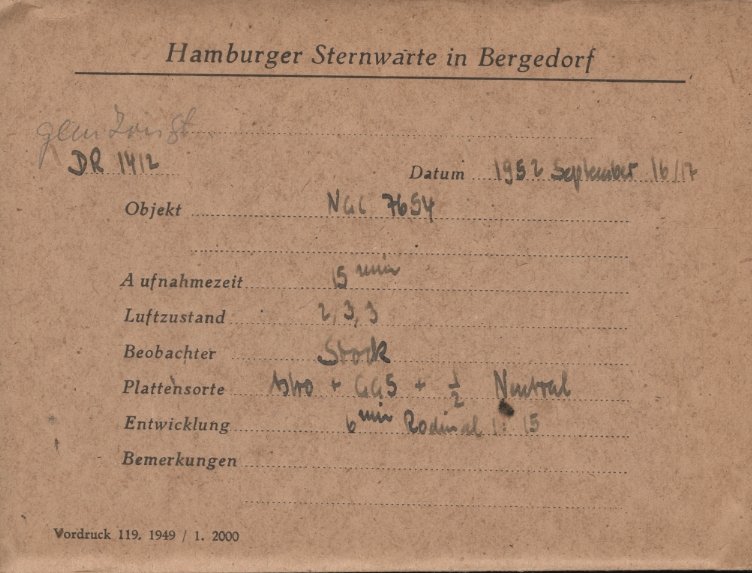 Hamburger Sternwarte in Bergedorf
DR 1412
Datum 1952 September 16/17
Objekt NGC 7654
Aufnahmezeit 15 min
Luftzustand 2, 3, 3
Beobachter Stock
Plattensorte Astro + GG5 + 1/2 Neutral
Entwicklung 6 min Rodinal 1:15
Bemerkungen
Vordruck 119. 1949 / 1. 2000